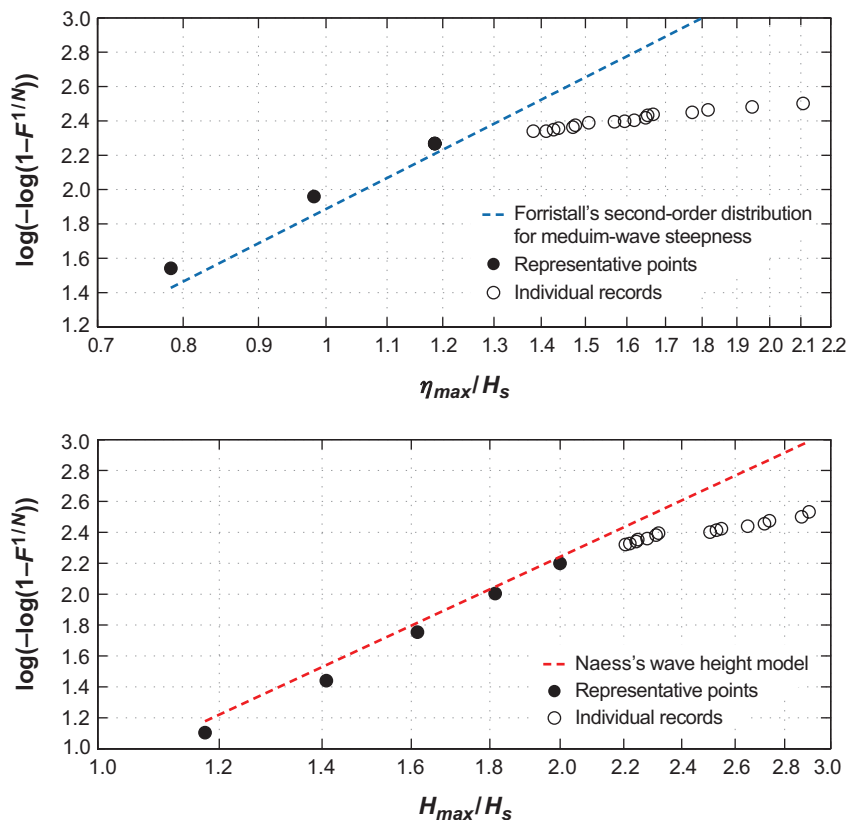 3.0
2.8
2.6
2.4
2.2
2.0
1.8
1.6
1.4
1.2
log(–log(1–F^1/N))
0.7 0.8 0.9 1 1.1 1.2 1.3 1.4 1.5 1.6 1.7 1.8 1.9 2.0 2.1 2.2
η_max/H_s
Forristall's second-order distribution
for meduim-wave steepness
Representative points
Individual records
3.0
2.8
2.6
2.4
2.2
2.0
1.8
1.6
1.4
1.2
1.0
log(–log(1–F^1/N))
1.0 1.2 1.4 1.6 1.8 2.0 2.2 2.4 2.6 2.8 3.0
H_max/H_s
Naess's wave height model
Representative points
Individual records